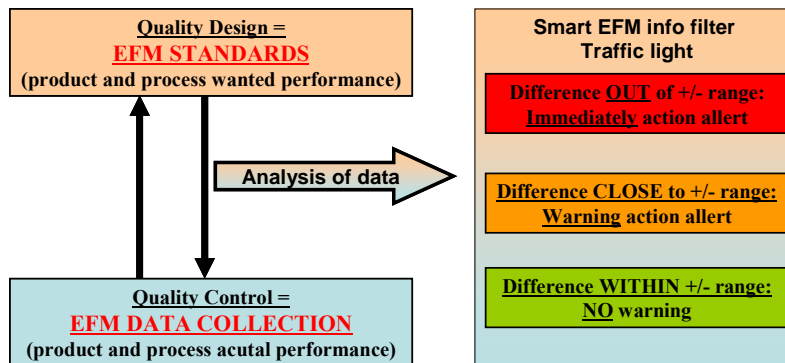 Quality Design =
EFM STANDARDS
(product and process wanted performance)
Analysis of data
Quality Control =
EFM DATA COLLECTION
(product and process acutal performance)
Smart EFM info filter
Traffic light
Difference OUT of +/- range:
Immediately action allert
Difference CLOSE to +/- range:
Warning action allert
Difference WITHIN +/- range:
NO warning